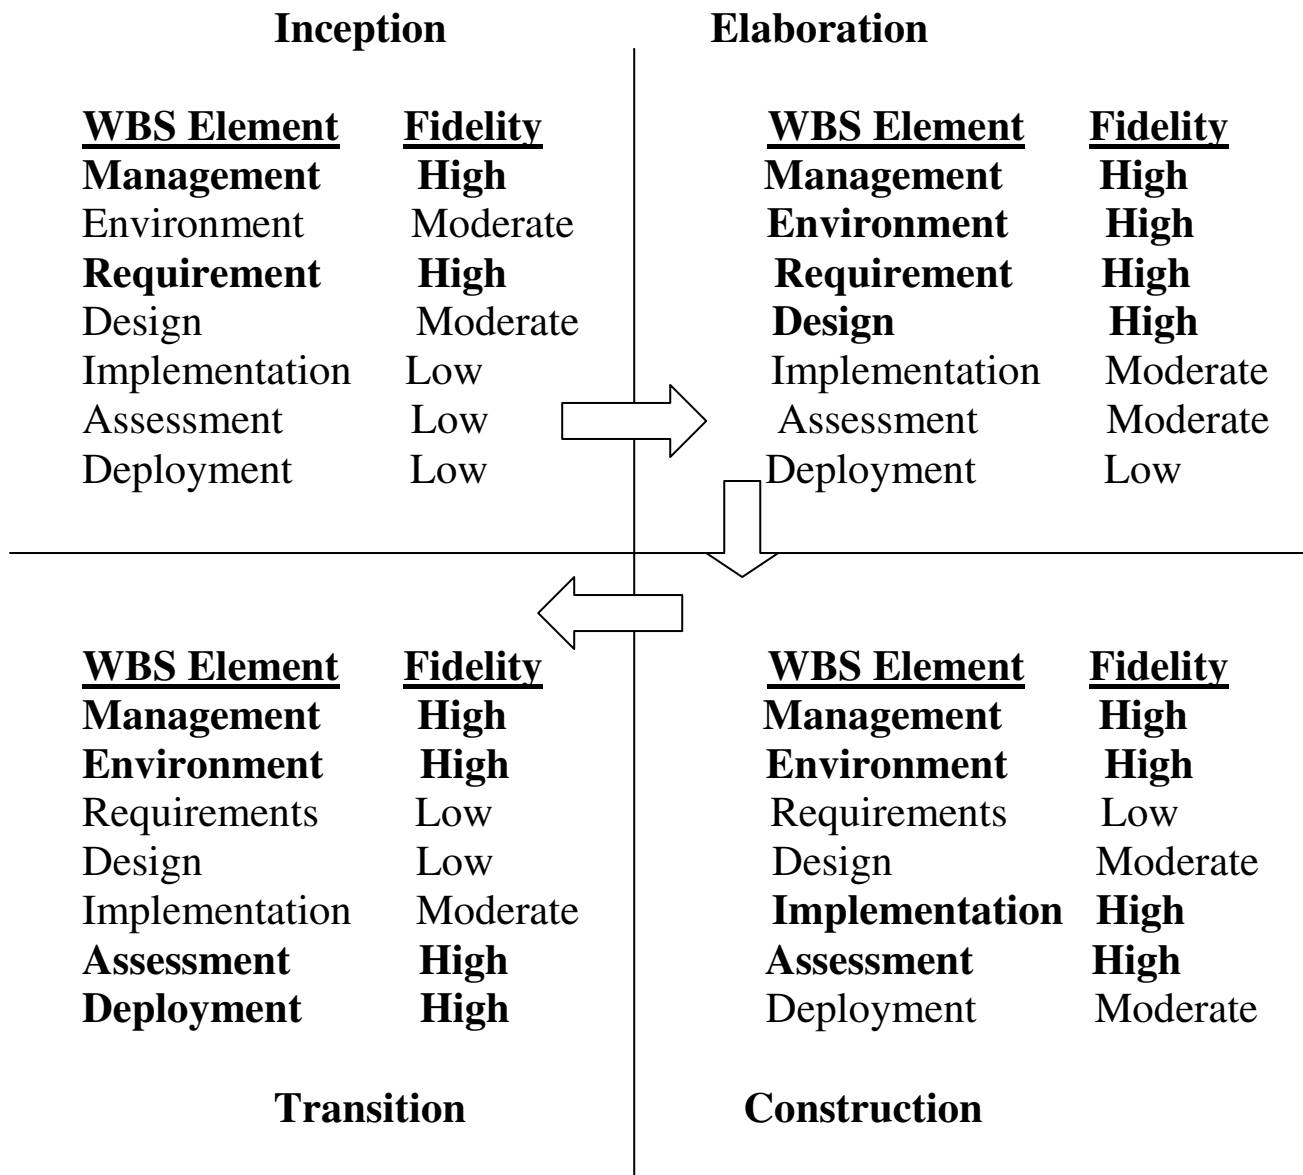 Inception Elaboration
WBS Element Fidelity WBS Element Fidelity
Management High Management High
Environment Moderate Environment High
Requirement High Requirement High
Design Moderate Design High
Implementation Low Implementation Moderate
Assessment Low Assessment Moderate
Deployment Low Deployment Low
WBS Element Fidelity WBS Element Fidelity
Management High Management High
Environment High Environment High
Requirements Low Requirements Low
Design Low Design Moderate
Implementation Moderate Implementation High
Assessment High Assessment High
Deployment High Deployment Moderate
Transition Construction